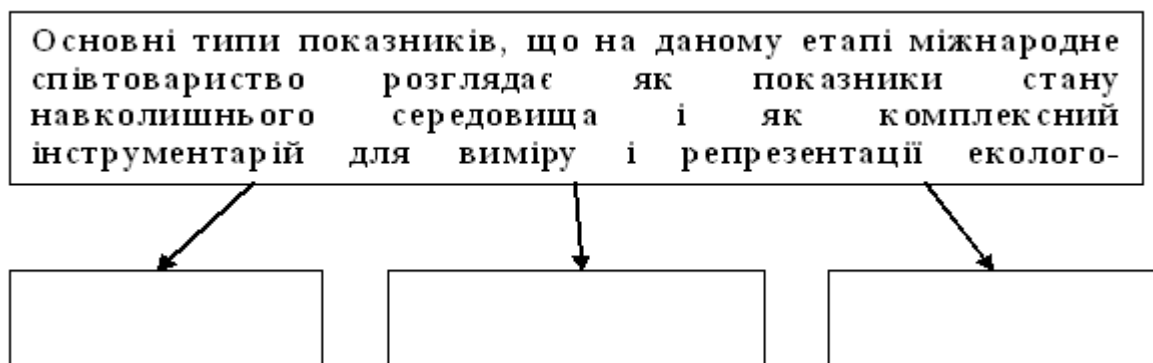 Основні типи показників, що на даному етапі міжнародне
співтовариство розглядає як показники стану
навколишнього середовища і як комплексний
інструментарій для виміру і репрезентації еколого-